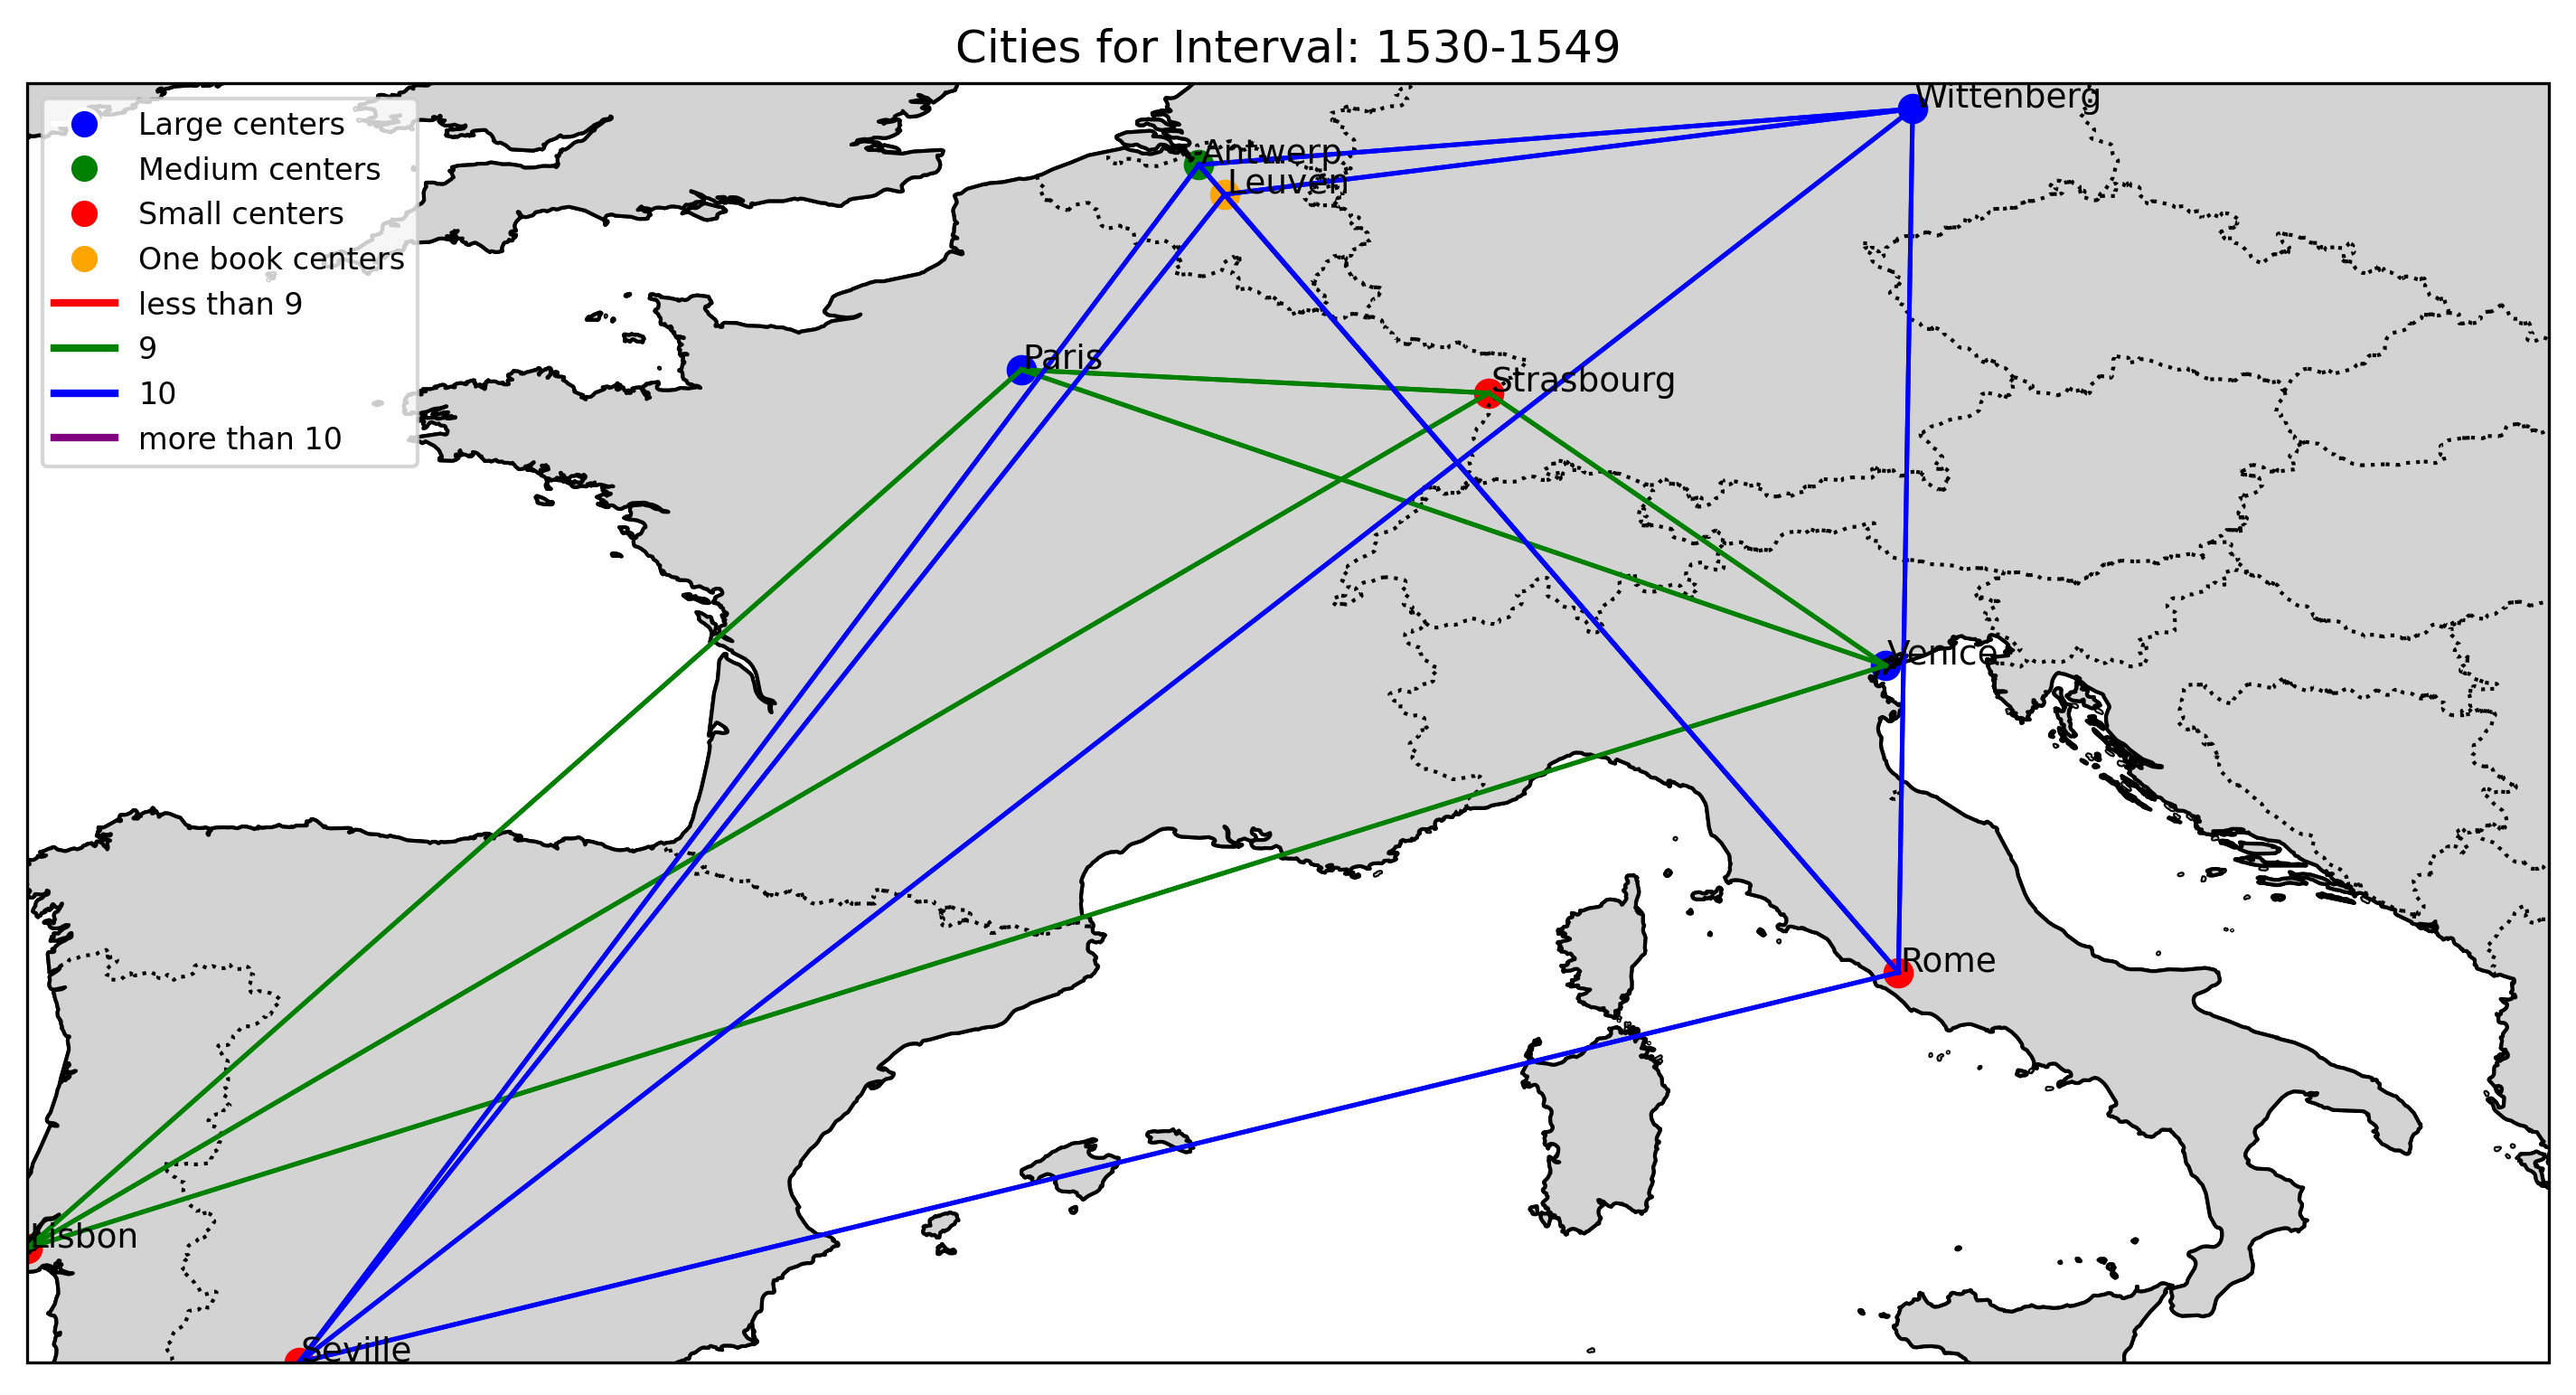 Cities for Interval: 1530-1549
Large centers
Medium centers
Small centers
One book centers
less than 9
9
10
more than 10
Wittenberg
Antwerp
Leuven
Paris
Strasbourg
Venice
Rome
Lisbon
Seville